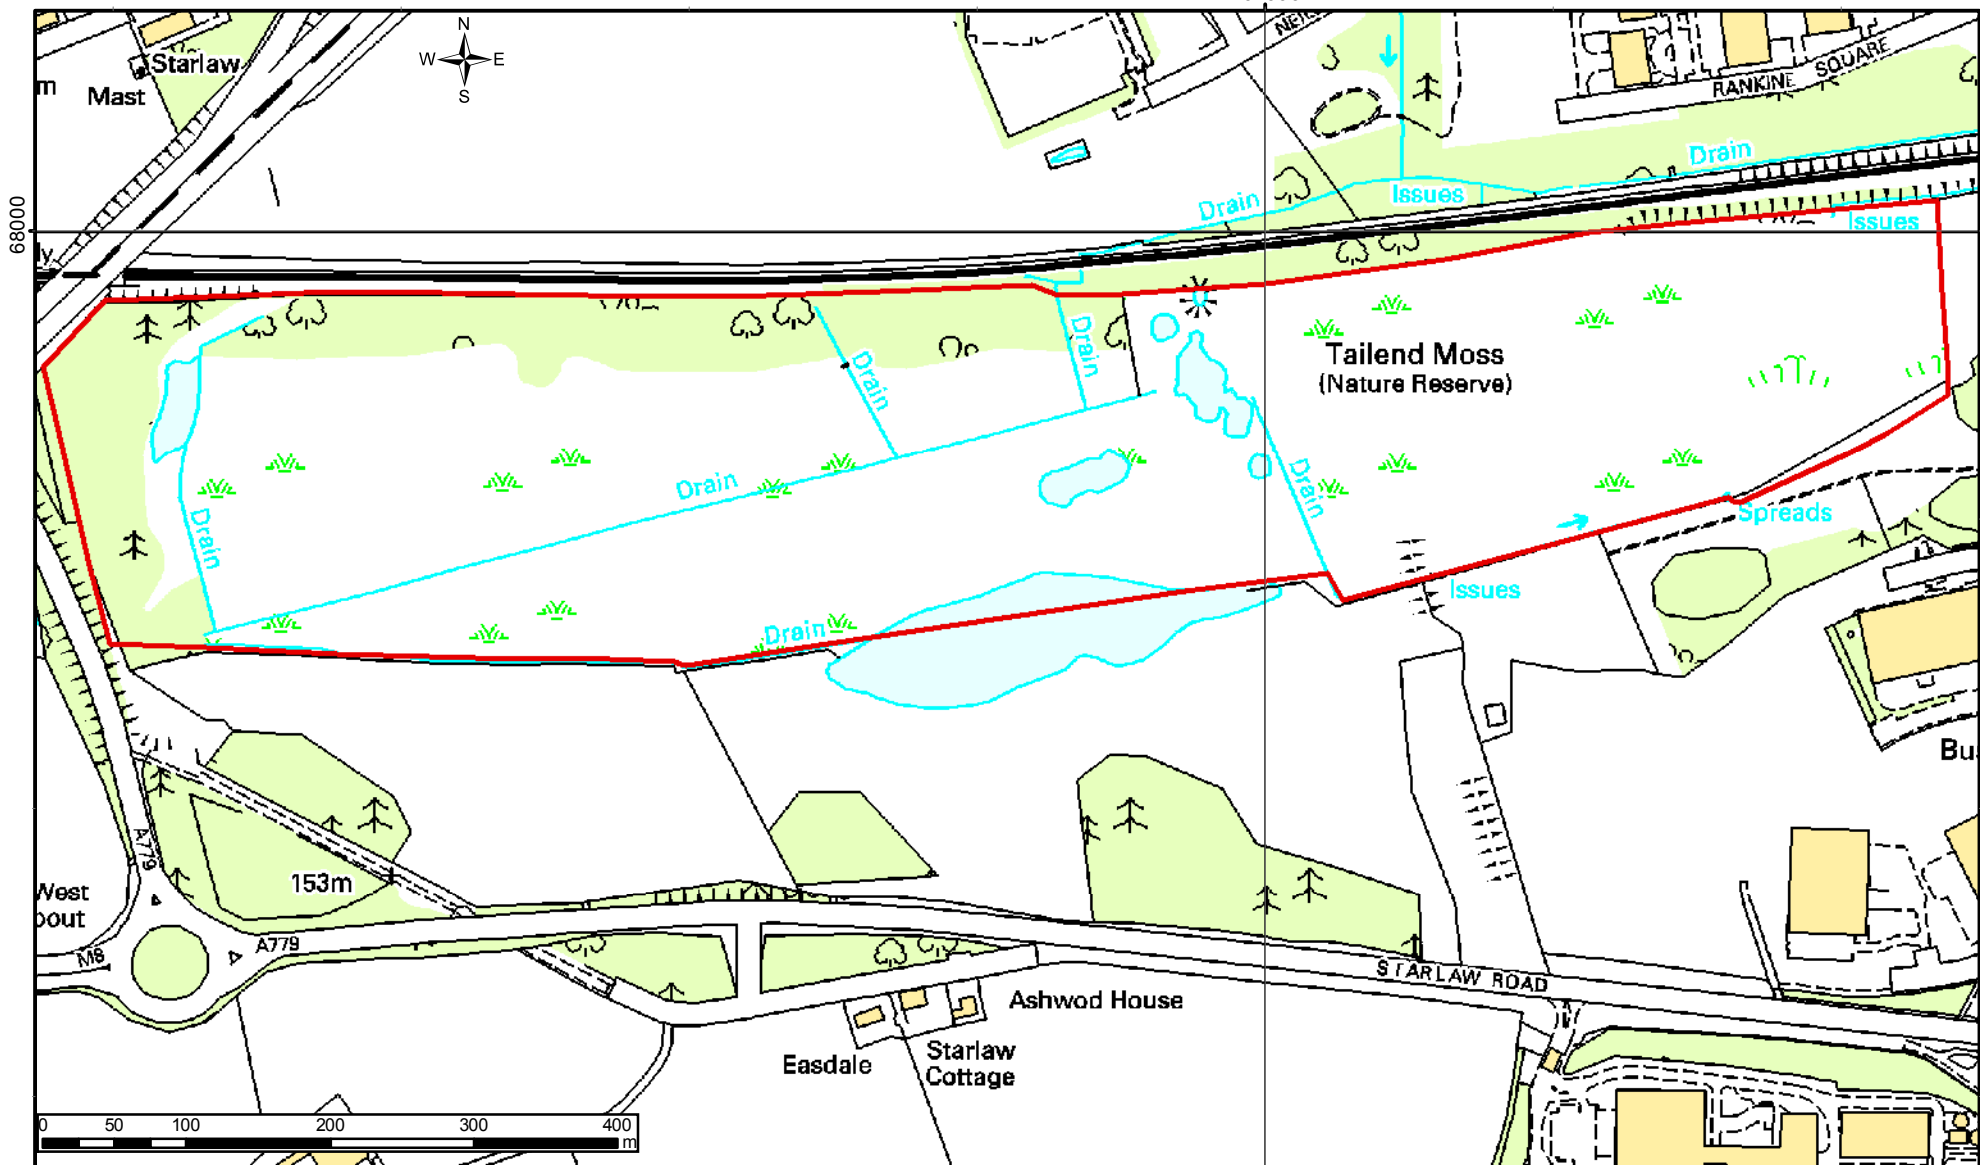 N
W E
S
Starlaw
Mast
m
RANKINE SQUARE
Drain
Issues
Drain
Issues
68000
Drain
Drain
Tailend Moss
(Nature Reserve)
Drain
Drain
Drain
Spreads
Issues
Drain
Bu
A779
153m
West
M8
A779
STARLAW ROAD
Ashwod House
Easdale
Starlaw
Cottage
0 50 100 200 300 400
m